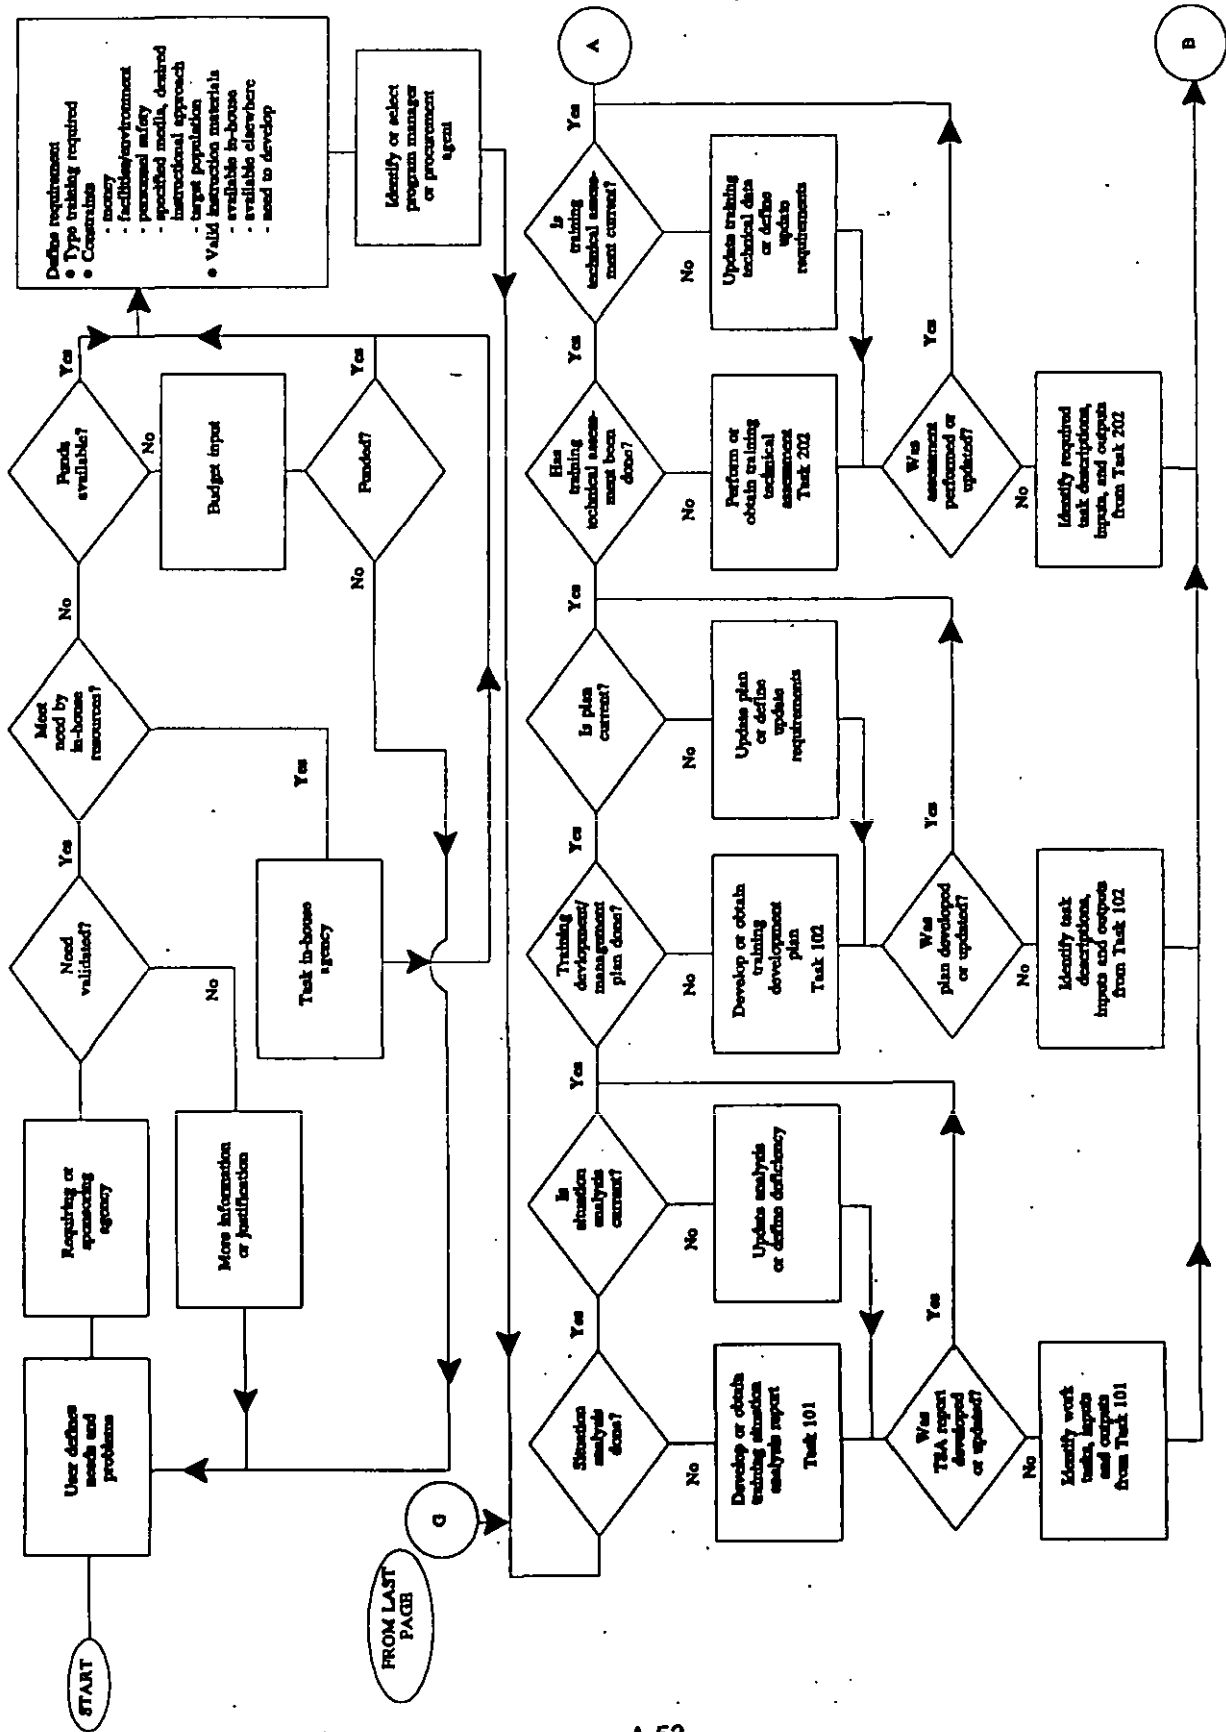 START
User defines
needs and
problems
Requiring or
sponsoring
agency
Need
validated?
Yes
No
More information
or justification
Meet
need by
in-house
resources?
Yes
No
Task in-house
agency
Funds
available?
Yes
No
Budget input
Funded?
Yes
No
Define requirement
● Type training required
● Constraints
- money
- facilities/environment
- personnel safety
- specified media, desired
instructional approach
- target population
● Valid instruction materials
- available in-house
- available elsewhere
- need to develop
Identify or select
program manager
or procurement
agent
FROM LAST
PAGE
G
Situation
analysis
done?
Yes
No
Develop or obtain
training situation
analysis report
Task 101
Is
situation
analysis
current?
Yes
No
Update analysis
or define deficiency
Was
TSA report
developed
or updated?
Yes
No
Identify work
tasks, inputs
and outputs
from Task 101
Training
devlopment/
management
plan done?
Yes
No
Develop or obtain
training
development
plan
Task 102
Is plan
current?
Yes
No
Update plan
or define
update
requirements
Was
plan developed
or updated?
Yes
No
Identify task
descriptions,
inputs and outputs
from Task 102
Has
training
technical assess-
ment been
done?
Yes
No
Perform or
obtain training
technical
assessment
Task 202
Is
training
technical assess-
ment current?
Yes
No
Update training
technical data
or define
update
requirements
Was
assessment
performed or
updated?
Yes
No
Identify required
task descriptions,
inputs, and outputs
from Task 202
A
B